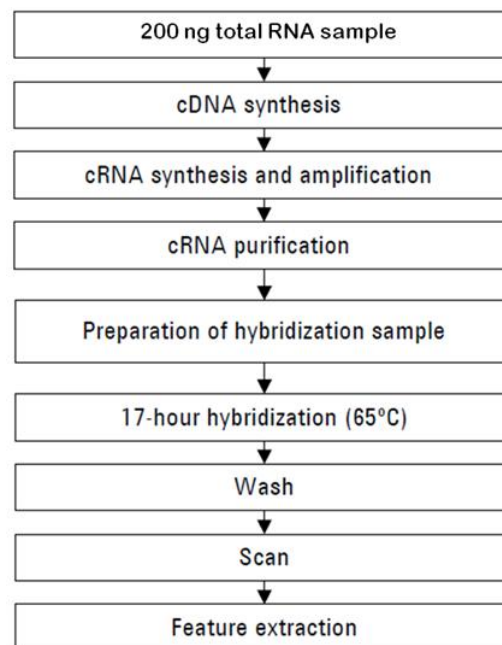 200 ng total RNA sample
cDNA synthesis
cRNA synthesis and amplification
cRNA purification
Preparation of hybridization sample
17-hour hybridization (65ºC)
Wash
Scan
Feature extraction